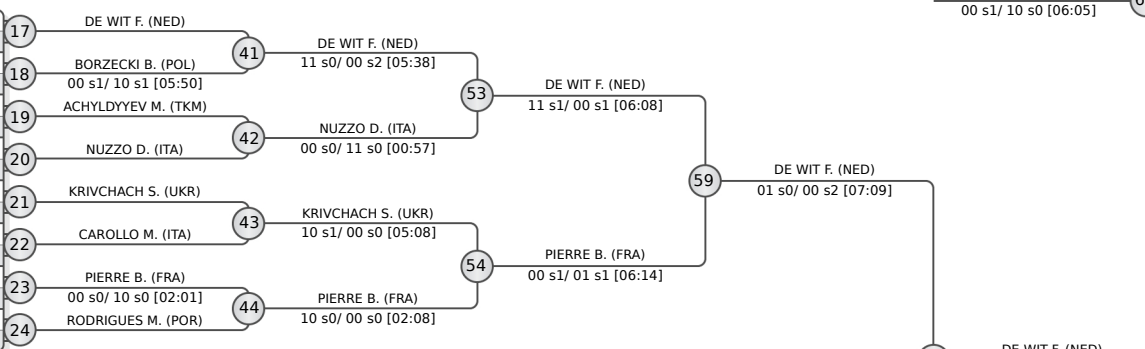 00 s1/ 10 s0 [06:05]
17
DE WIT F. (NED)
41
DE WIT F. (NED)
11 s0/ 00 s2 [05:38]
18
BORZECKI B. (POL)
00 s1/ 10 s1 [05:50]
53
DE WIT F. (NED)
11 s1/ 00 s1 [06:08]
19
ACHYLDYYEV M. (TKM)
42
NUZZO D. (ITA)
00 s0/ 11 s0 [00:57]
20
NUZZO D. (ITA)
59
DE WIT F. (NED)
01 s0/ 00 s2 [07:09]
21
KRIVCHACH S. (UKR)
43
KRIVCHACH S. (UKR)
10 s1/ 00 s0 [05:08]
22
CAROLLO M. (ITA)
54
PIERRE B. (FRA)
00 s1/ 01 s1 [06:14]
23
PIERRE B. (FRA)
00 s0/ 10 s0 [02:01]
44
PIERRE B. (FRA)
10 s0/ 00 s0 [02:08]
24
RODRIGUES M. (POR)
DE WIT F. (NED)